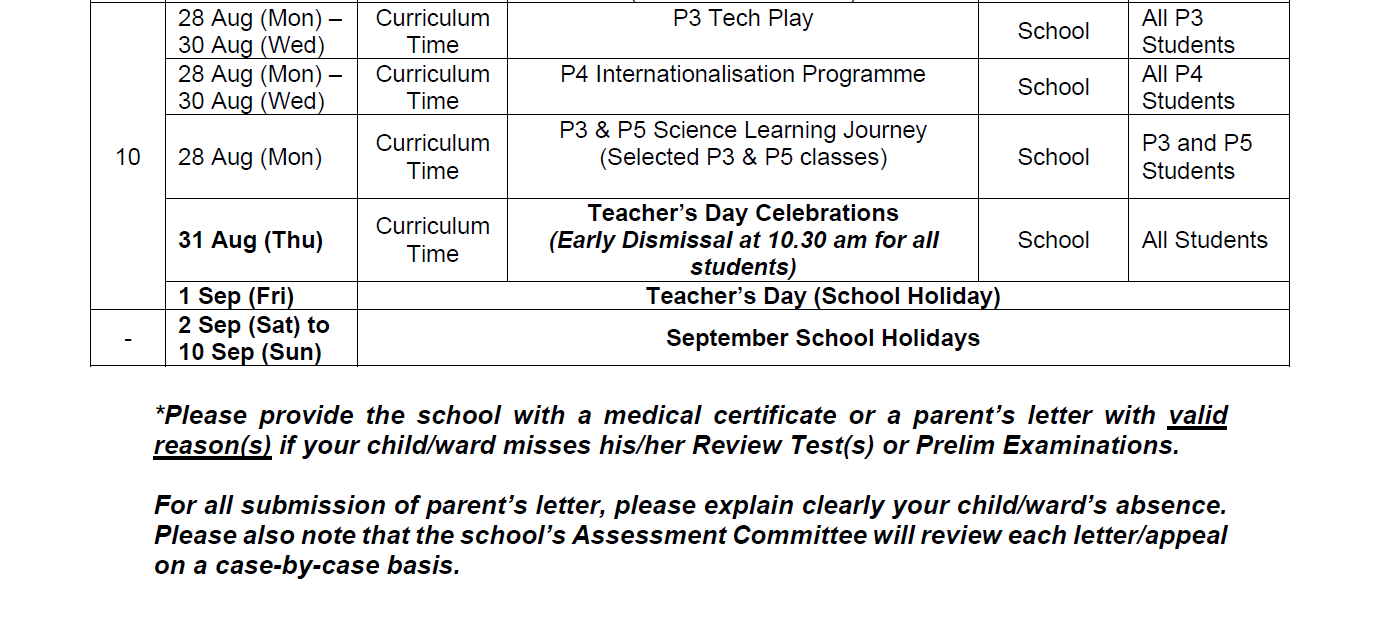 28 Aug (Mon) – Curriculum P3 Tech Play School All P3
30 Aug (Wed) Time Students
28 Aug (Mon) – Curriculum P4 Internationalisation Programme School All P4
30 Aug (Wed) Time Students
10 28 Aug (Mon) Curriculum P3 & P5 Science Learning Journey School P3 and P5
Time (Selected P3 & P5 classes) Students
31 Aug (Thu) Curriculum Teacher’s Day Celebrations School All Students
Time (Early Dismissal at 10.30 am for all
students)
1 Sep (Fri) Teacher’s Day (School Holiday)
- 2 Sep (Sat) to September School Holidays
10 Sep (Sun)
*Please provide the school with a medical certificate or a parent’s letter with valid
reason(s) if your child/ward misses his/her Review Test(s) or Prelim Examinations.
For all submission of parent’s letter, please explain clearly your child/ward’s absence.
Please also note that the school’s Assessment Committee will review each letter/appeal
on a case-by-case basis.